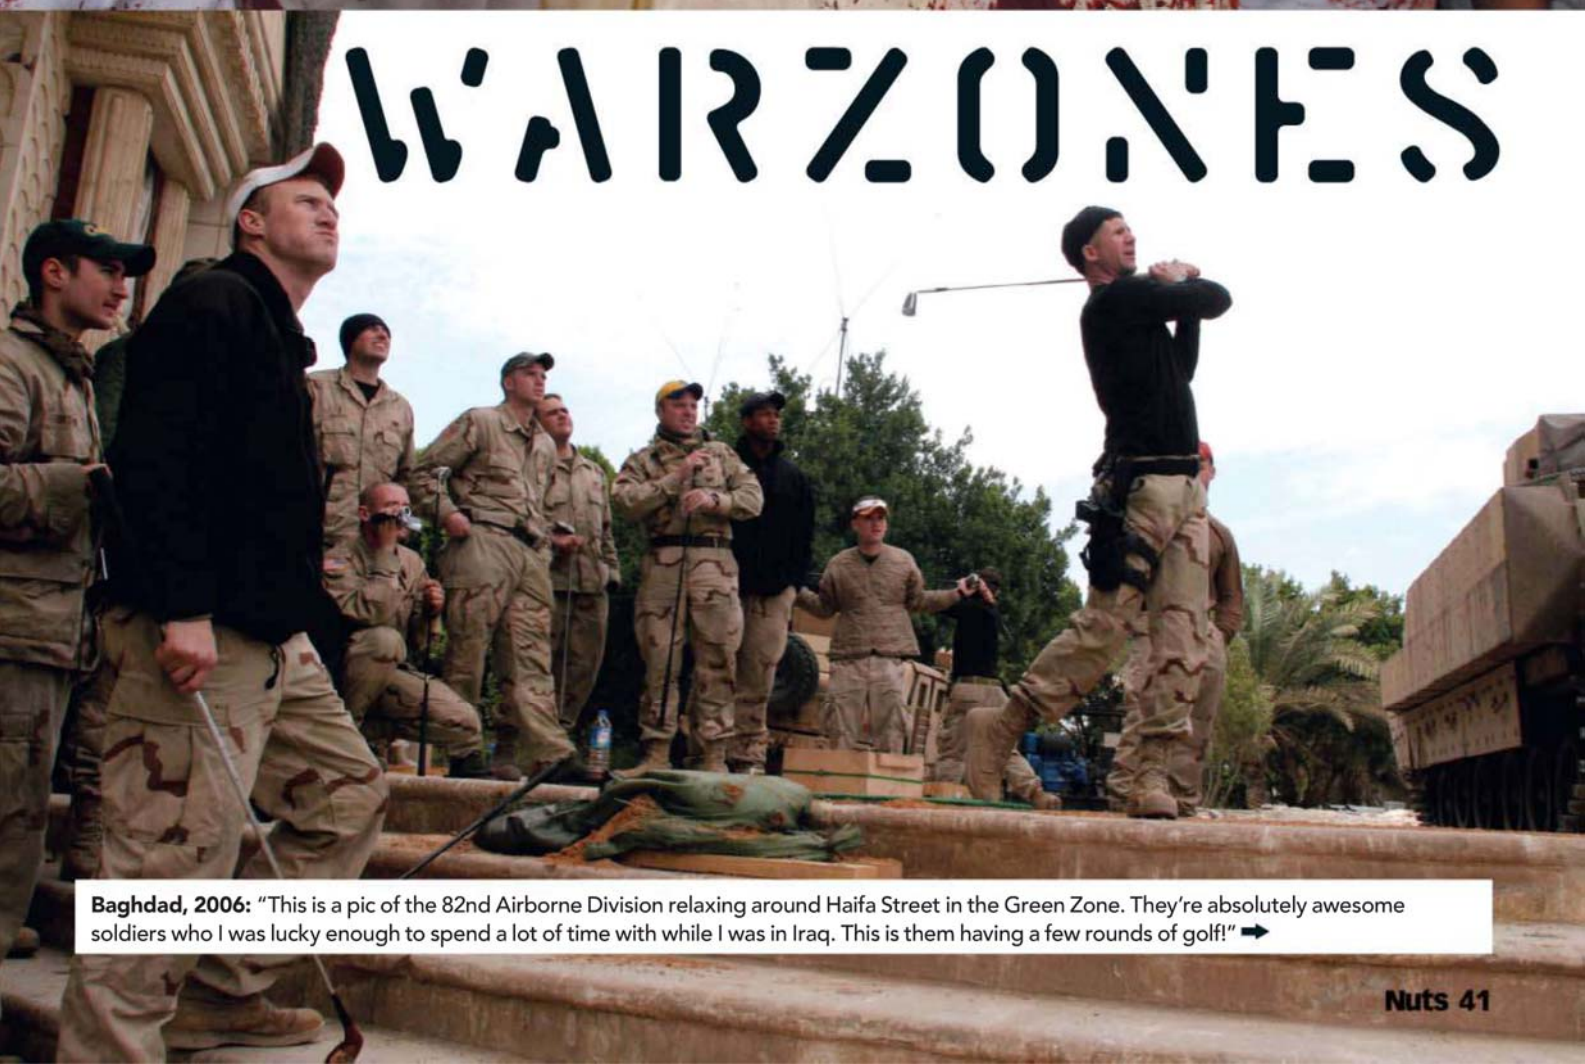 WARZONES
Baghdad, 2006: “This is a pic of the 82nd Airborne Division relaxing around Haifa Street in the Green Zone. They’re absolutely awesome
soldiers who I was lucky enough to spend a lot of time with while I was in Iraq. This is them having a few rounds of golf!” ➡
Nuts 41